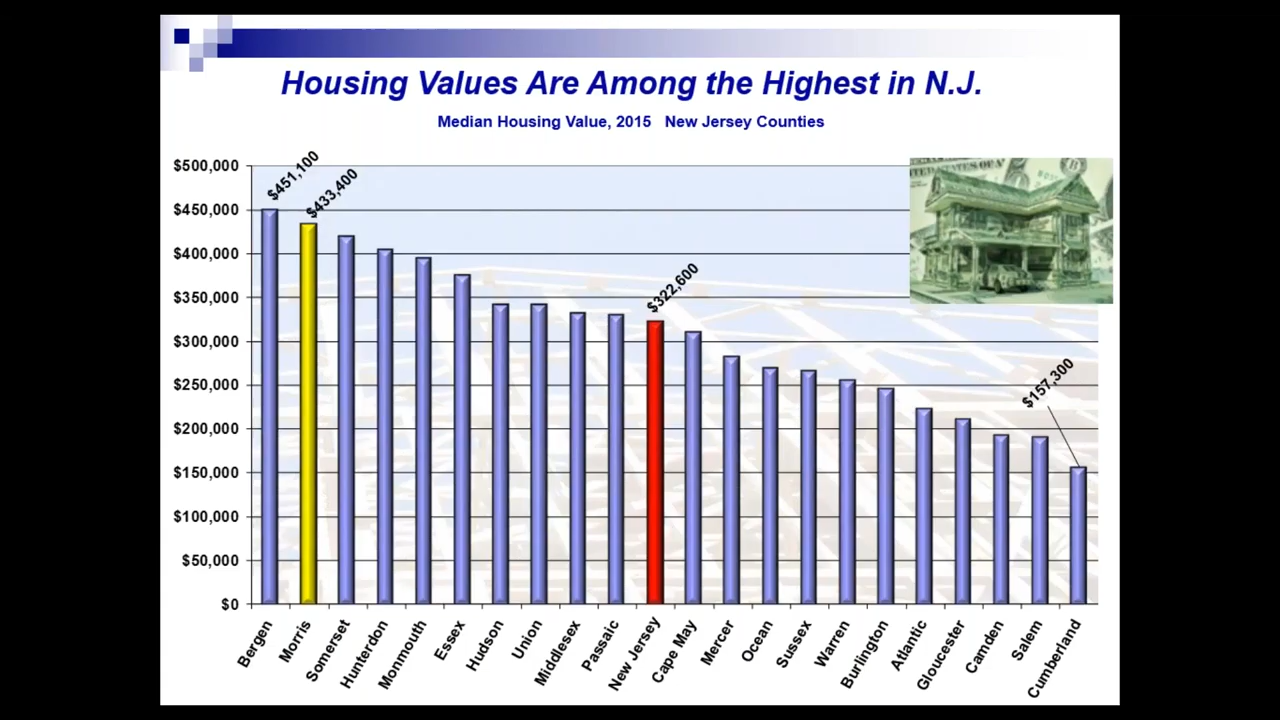 Housing Values Are Among the Highest in N.J.
Median Housing Value, 2015 New Jersey Counties
$500,000
$450,000
$400,000
$350,000
$300,000
$250,000
$200,000
$150,000
$100,000
$50,000
$0
$451,100
$433,400
$322,600
$157,300
Bergen
Morris
Somerset
Hunterdon
Monmouth
Essex
Hudson
Union
Middlesex
Passaic
New Jersey
Cape May
Mercer
Ocean
Sussex
Warren
Burlington
Atlantic
Gloucester
Camden
Salem
Cumberland